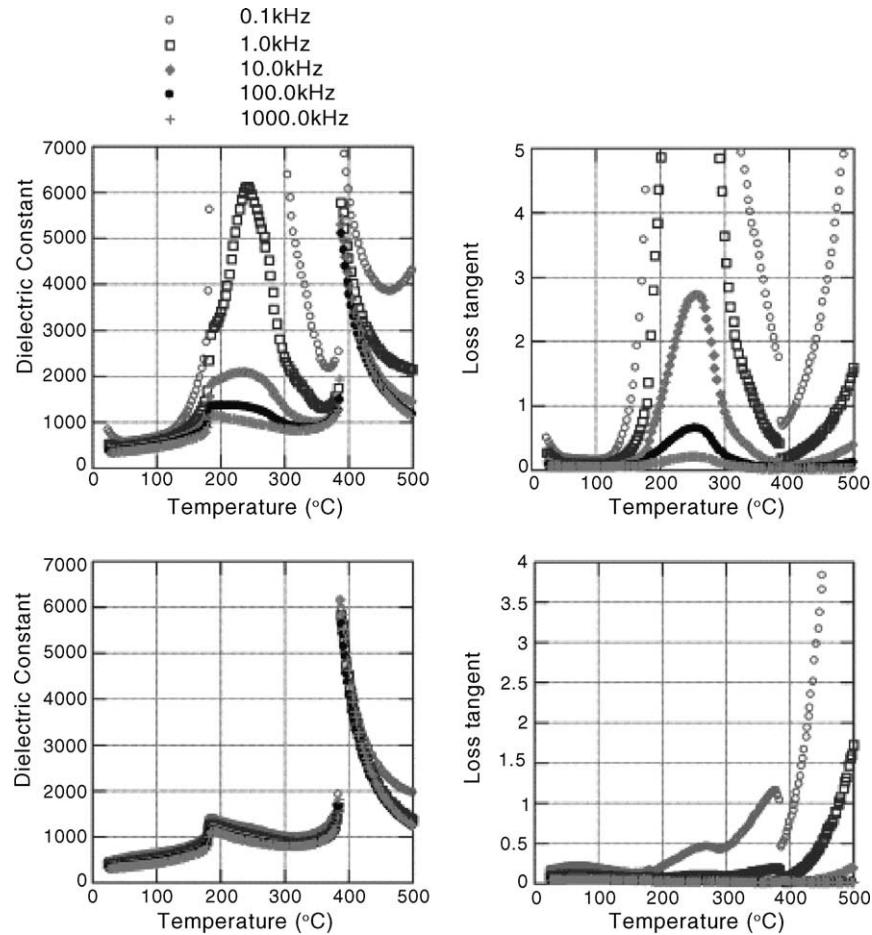 0.1kHz
1.0kHz
10.0kHz
100.0kHz
1000.0kHz
7000
6000
5000
4000
3000
2000
1000
0
Dielectric Constant
0 100 200 300 400 500
Temperature (°C)
5
4
3
2
1
0
Loss tangent
0 100 200 300 400 500
Temperature (°C)
7000
6000
5000
4000
3000
2000
1000
0
Dielectric Constant
0 100 200 300 400 500
Temperature (°C)
4
3.5
3
2.5
2
1.5
1
0.5
0
Loss tangent
0 100 200 300 400 500
Temperature (°C)